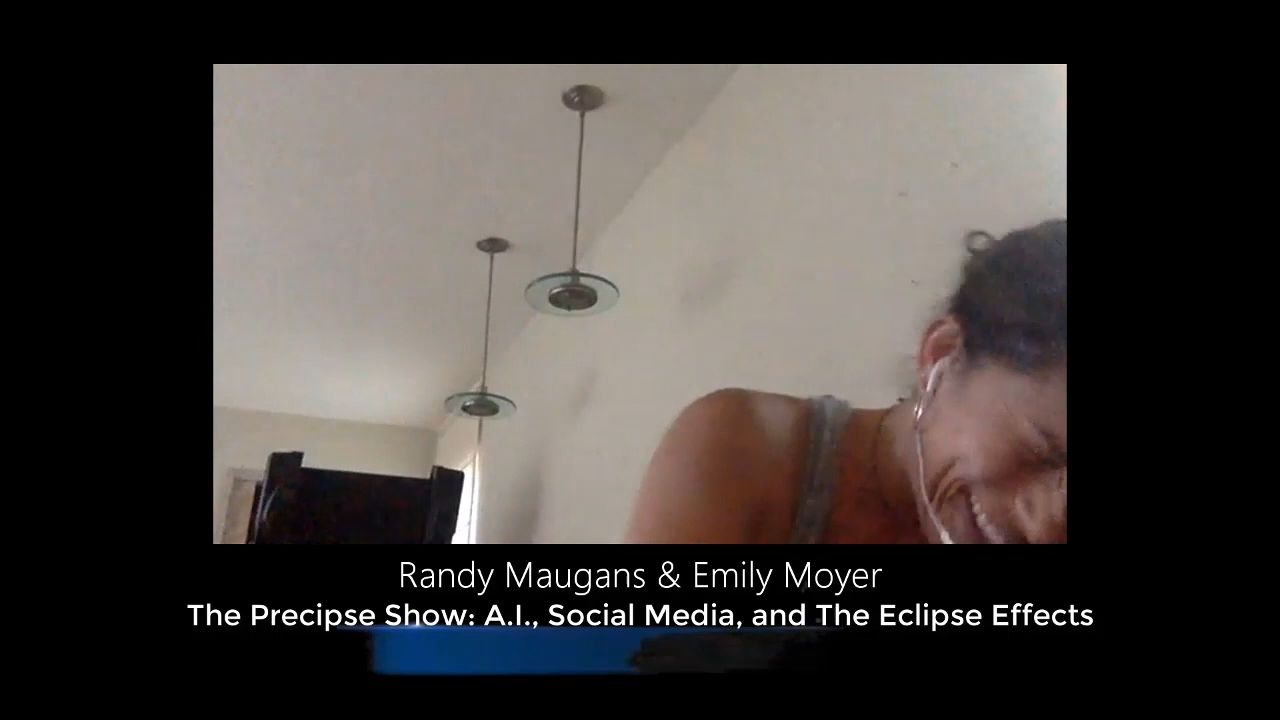 Randy Maugans & Emily Moyer
The Precipse Show: A.I., Social Media, and The Eclipse Effects